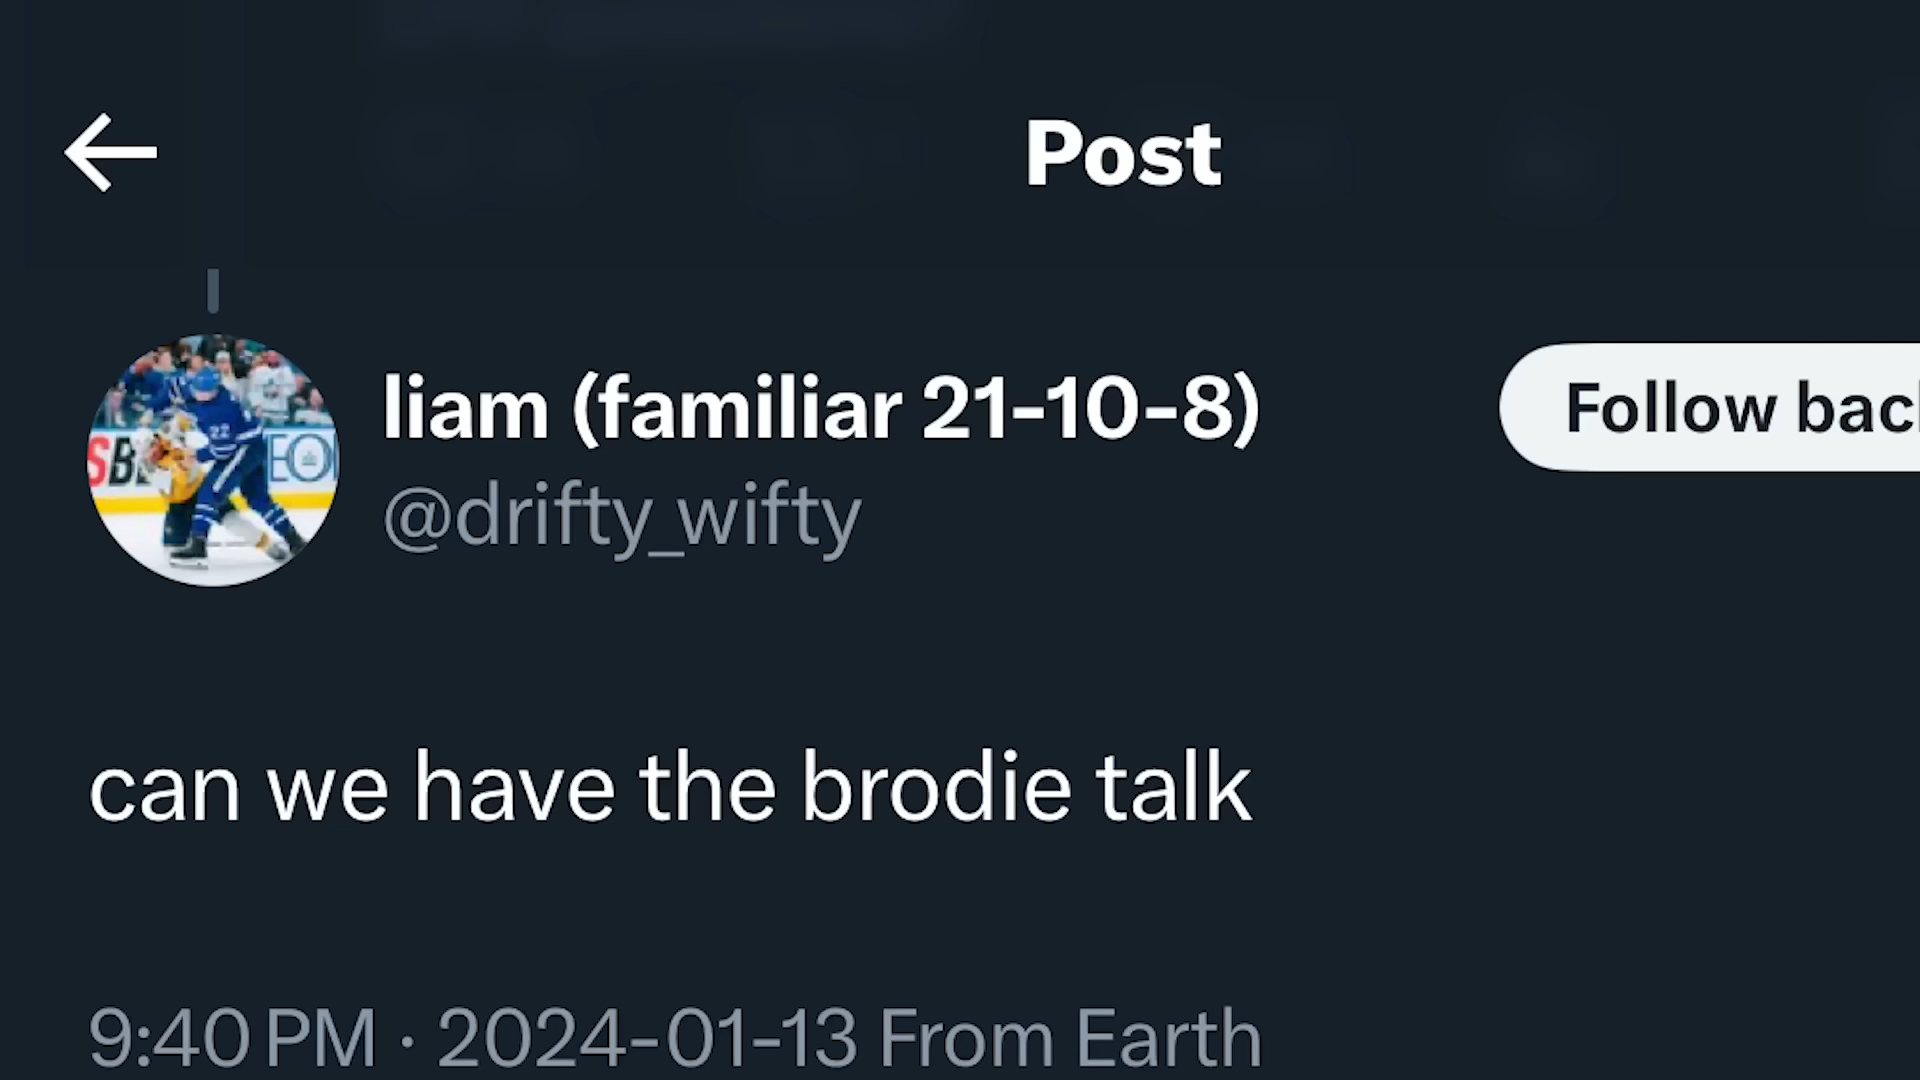 Post
liam (familiar 21-10-8)
Follow bac
@drifty_wifty
can we have the brodie talk
9:40 PM · 2024-01-13 From Earth